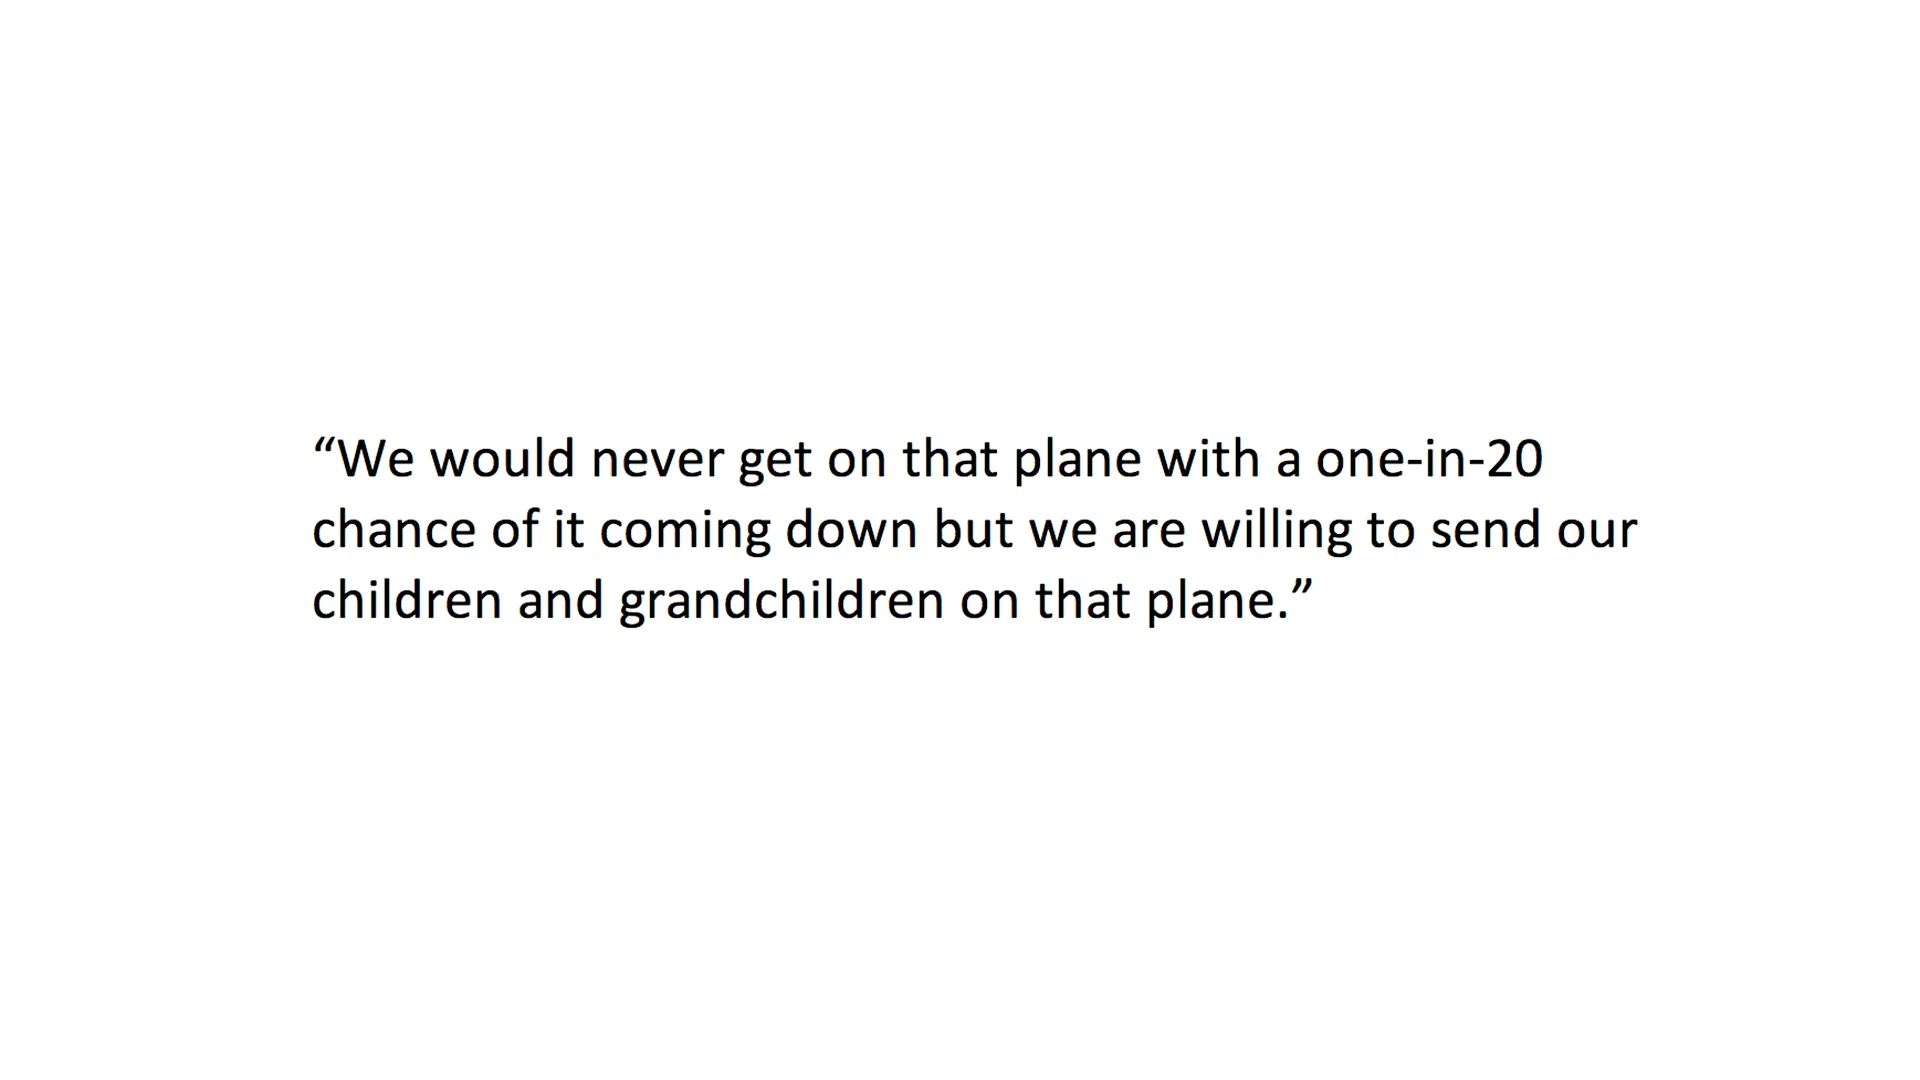 “We would never get on that plane with a one-in-20
chance of it coming down but we are willing to send our
children and grandchildren on that plane.”